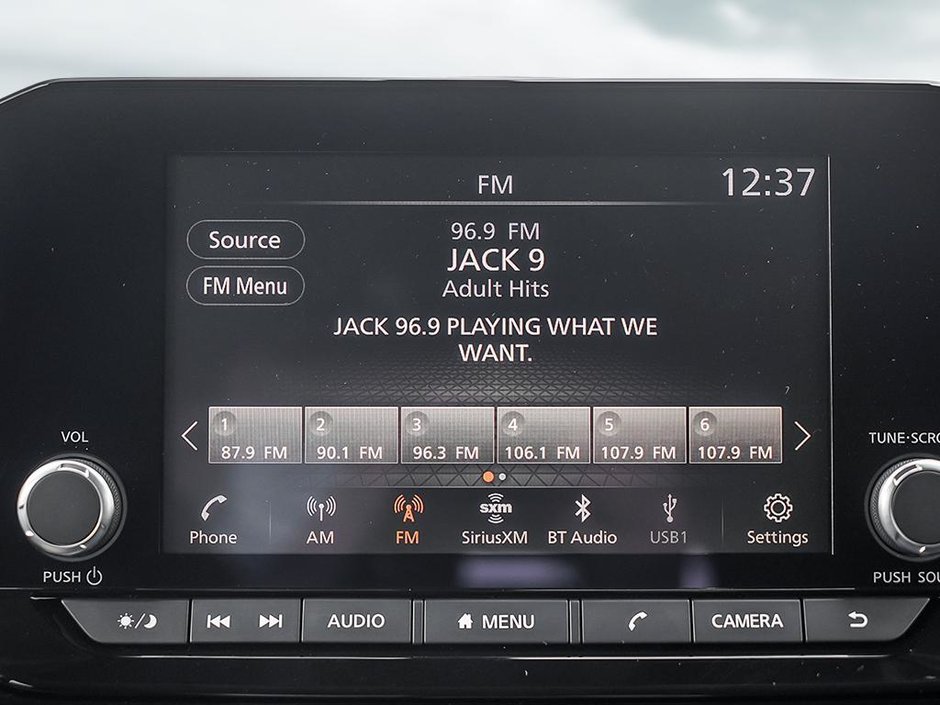 FM
12:37
Source
96.9 FM
JACK 9
FM Menu
Adult Hits
JACK 96.9 PLAYING WHAT WE
WANT.
1
87.9 FM
2
90.1 FM
3
96.3 FM
4
106.1 FM
5
107.9 FM
6
107.9 FM
VOL
TUNE·SCRO
sxm
Phone
AM
FM
SiriusXM
BT Audio
USB1
Settings
PUSH
PUSH SOU
AUDIO
MENU
CAMERA